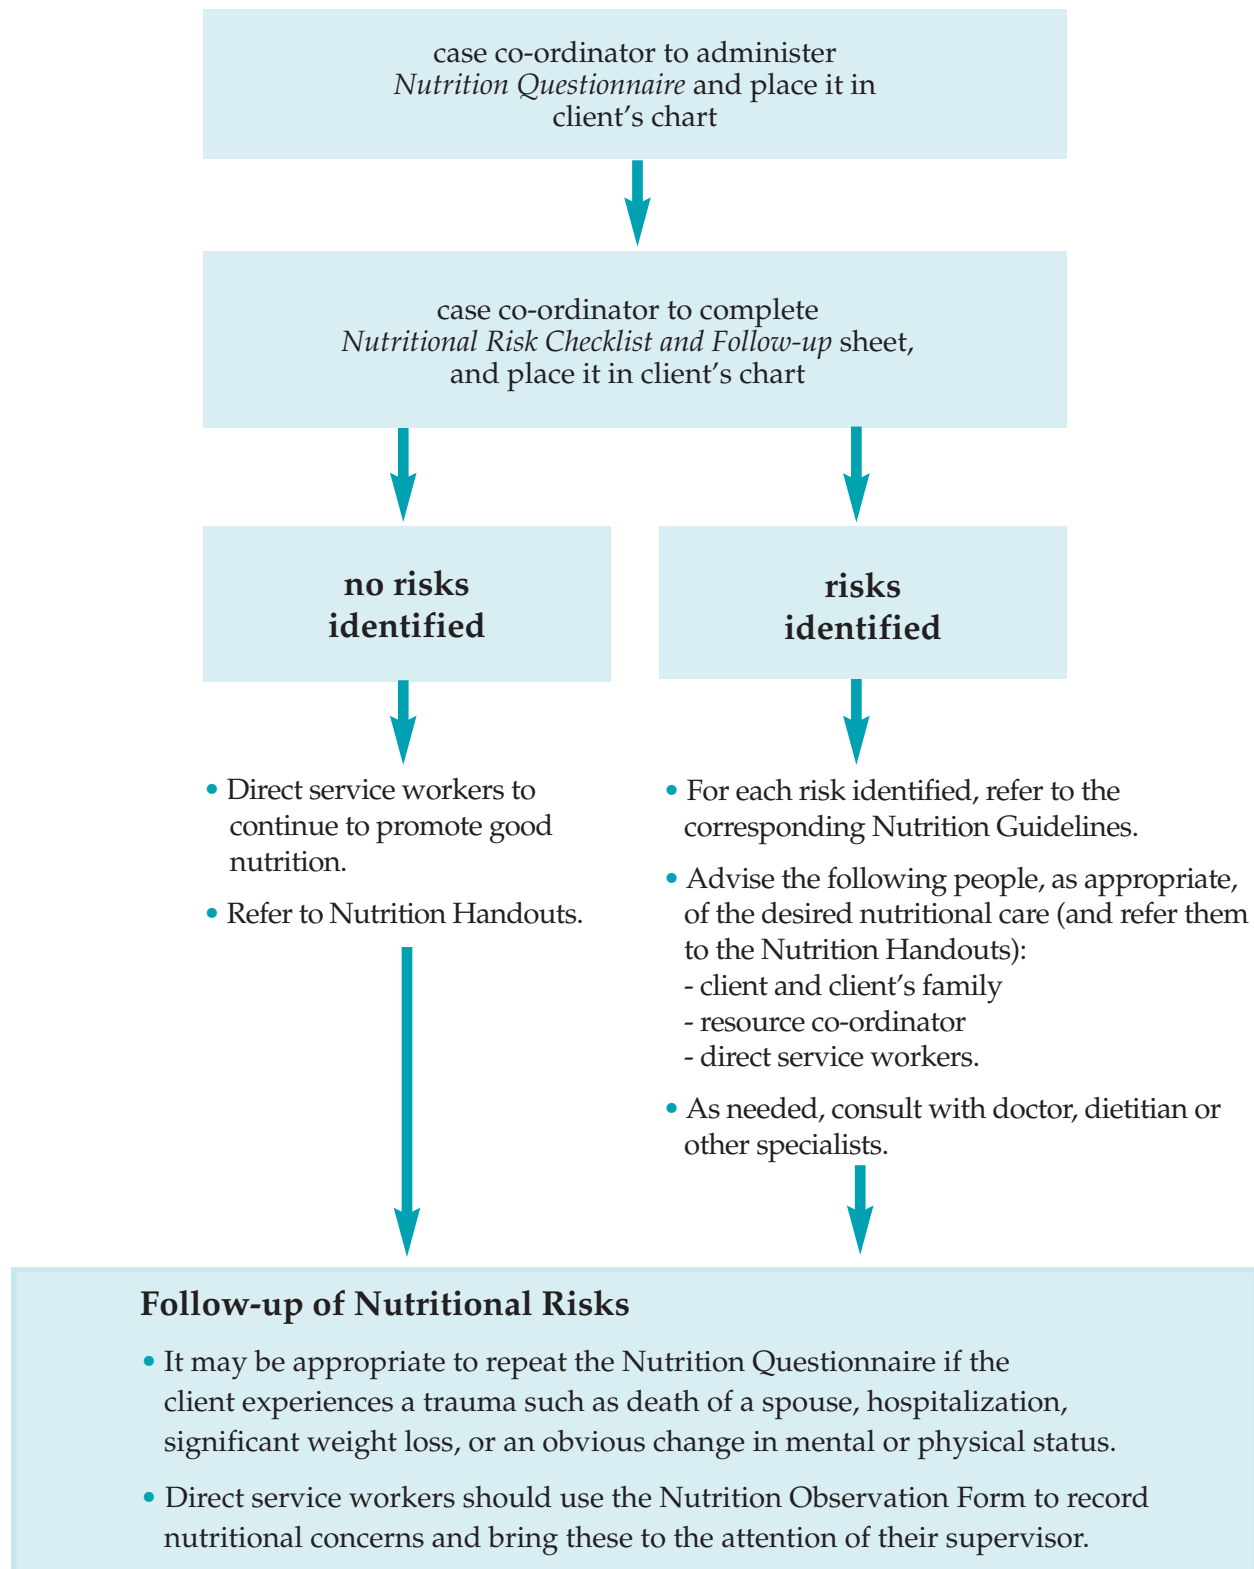 case co-ordinator to administer
Nutrition Questionnaire and place it in
client’s chart
case co-ordinator to complete
Nutritional Risk Checklist and Follow-up sheet,
and place it in client’s chart
no risks
identified
risks
identified
• Direct service workers to
continue to promote good
nutrition.
• Refer to Nutrition Handouts.
• For each risk identified, refer to the
corresponding Nutrition Guidelines.
• Advise the following people, as appropriate,
of the desired nutritional care (and refer them
to the Nutrition Handouts):
- client and client’s family
- resource co-ordinator
- direct service workers.
• As needed, consult with doctor, dietitian or
other specialists.
Follow-up of Nutritional Risks
• It may be appropriate to repeat the Nutrition Questionnaire if the
client experiences a trauma such as death of a spouse, hospitalization,
significant weight loss, or an obvious change in mental or physical status.
• Direct service workers should use the Nutrition Observation Form to record
nutritional concerns and bring these to the attention of their supervisor.